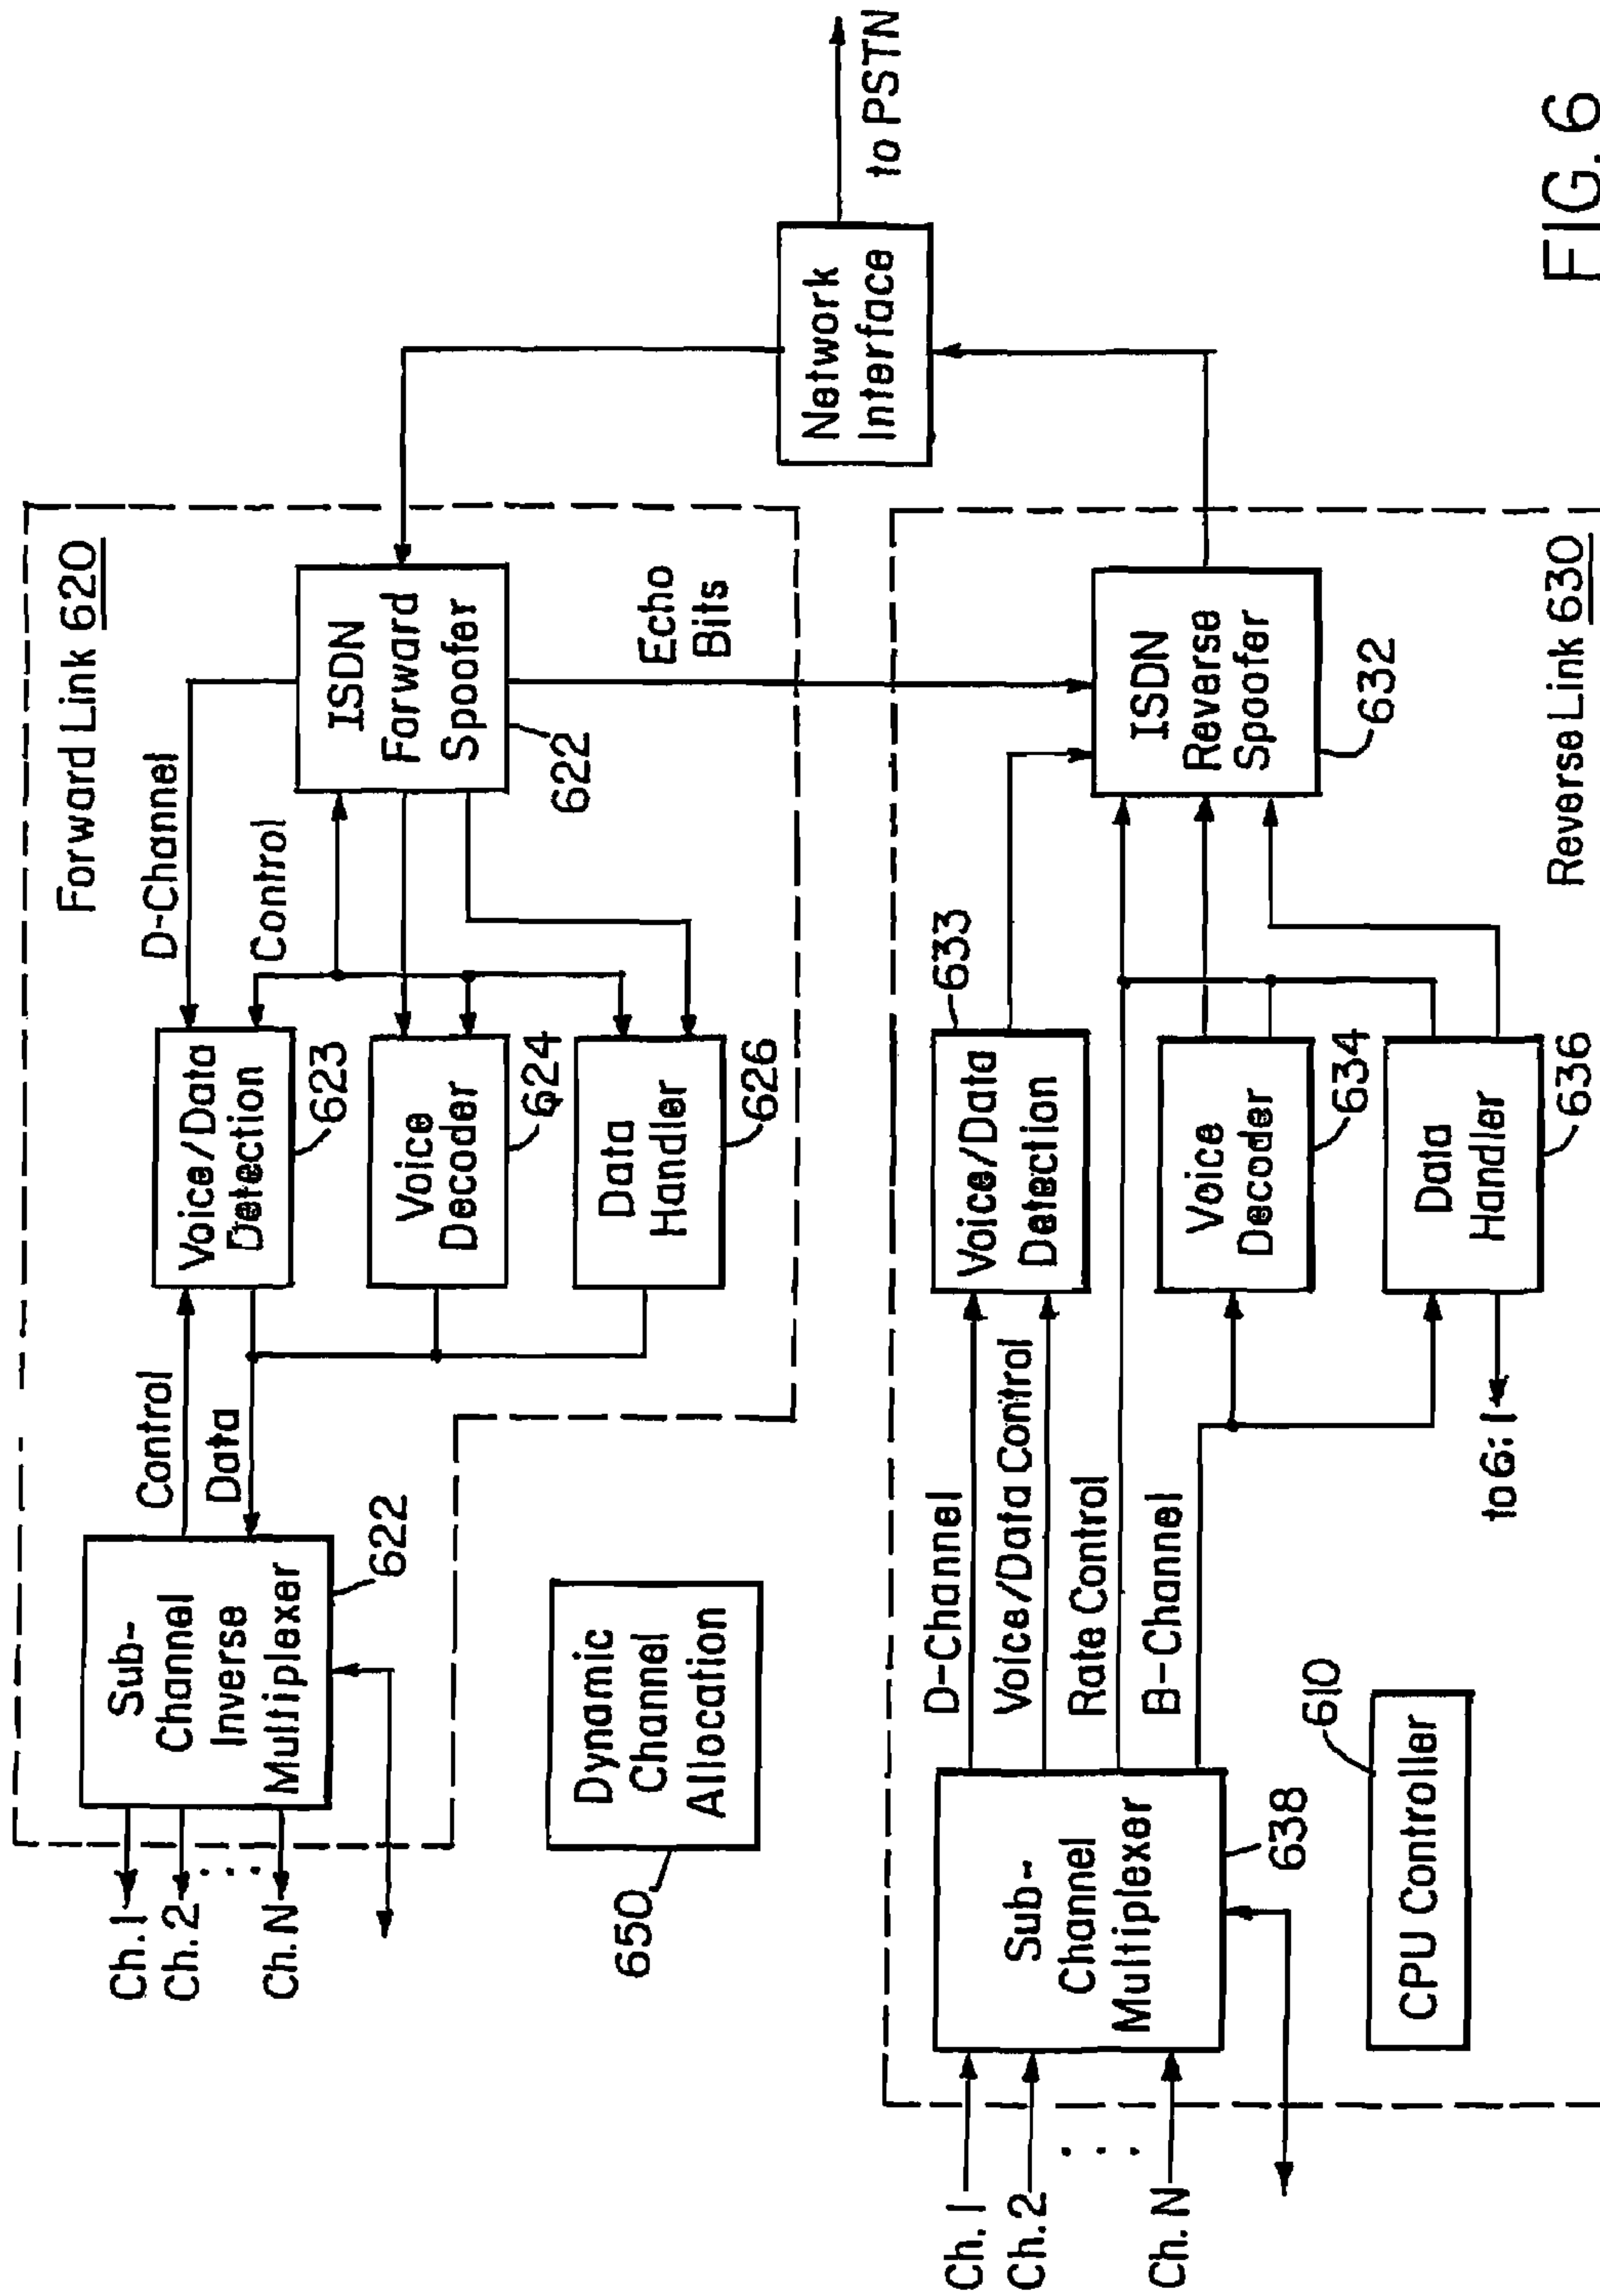 Forward Link 620
Ch. 1
Ch. 2
...
Ch. N
Sub-
Channel
Inverse
Multiplexer
622
Control
Data
Voice/Data
Detection
623
Voice
Decoder
624
Data
Handler
626
D-Channel
Control
ISDN
Forward
Spoofer
622
Echo
Bits
Network
Interface
to PSTN
650
Dynamic
Channel
Allocation
Ch. 1
Ch. 2
...
Ch. N
Sub-
Channel
Multiplexer
638
D-Channel
Voice/Data Control
Rate Control
B-Channel
Voice/Data
Detection
633
Voice
Decoder
634
Data
Handler
636
to 6:1
ISDN
Reverse
Spoofer
632
610
CPU Controller
Reverse Link 630
FIG. 6